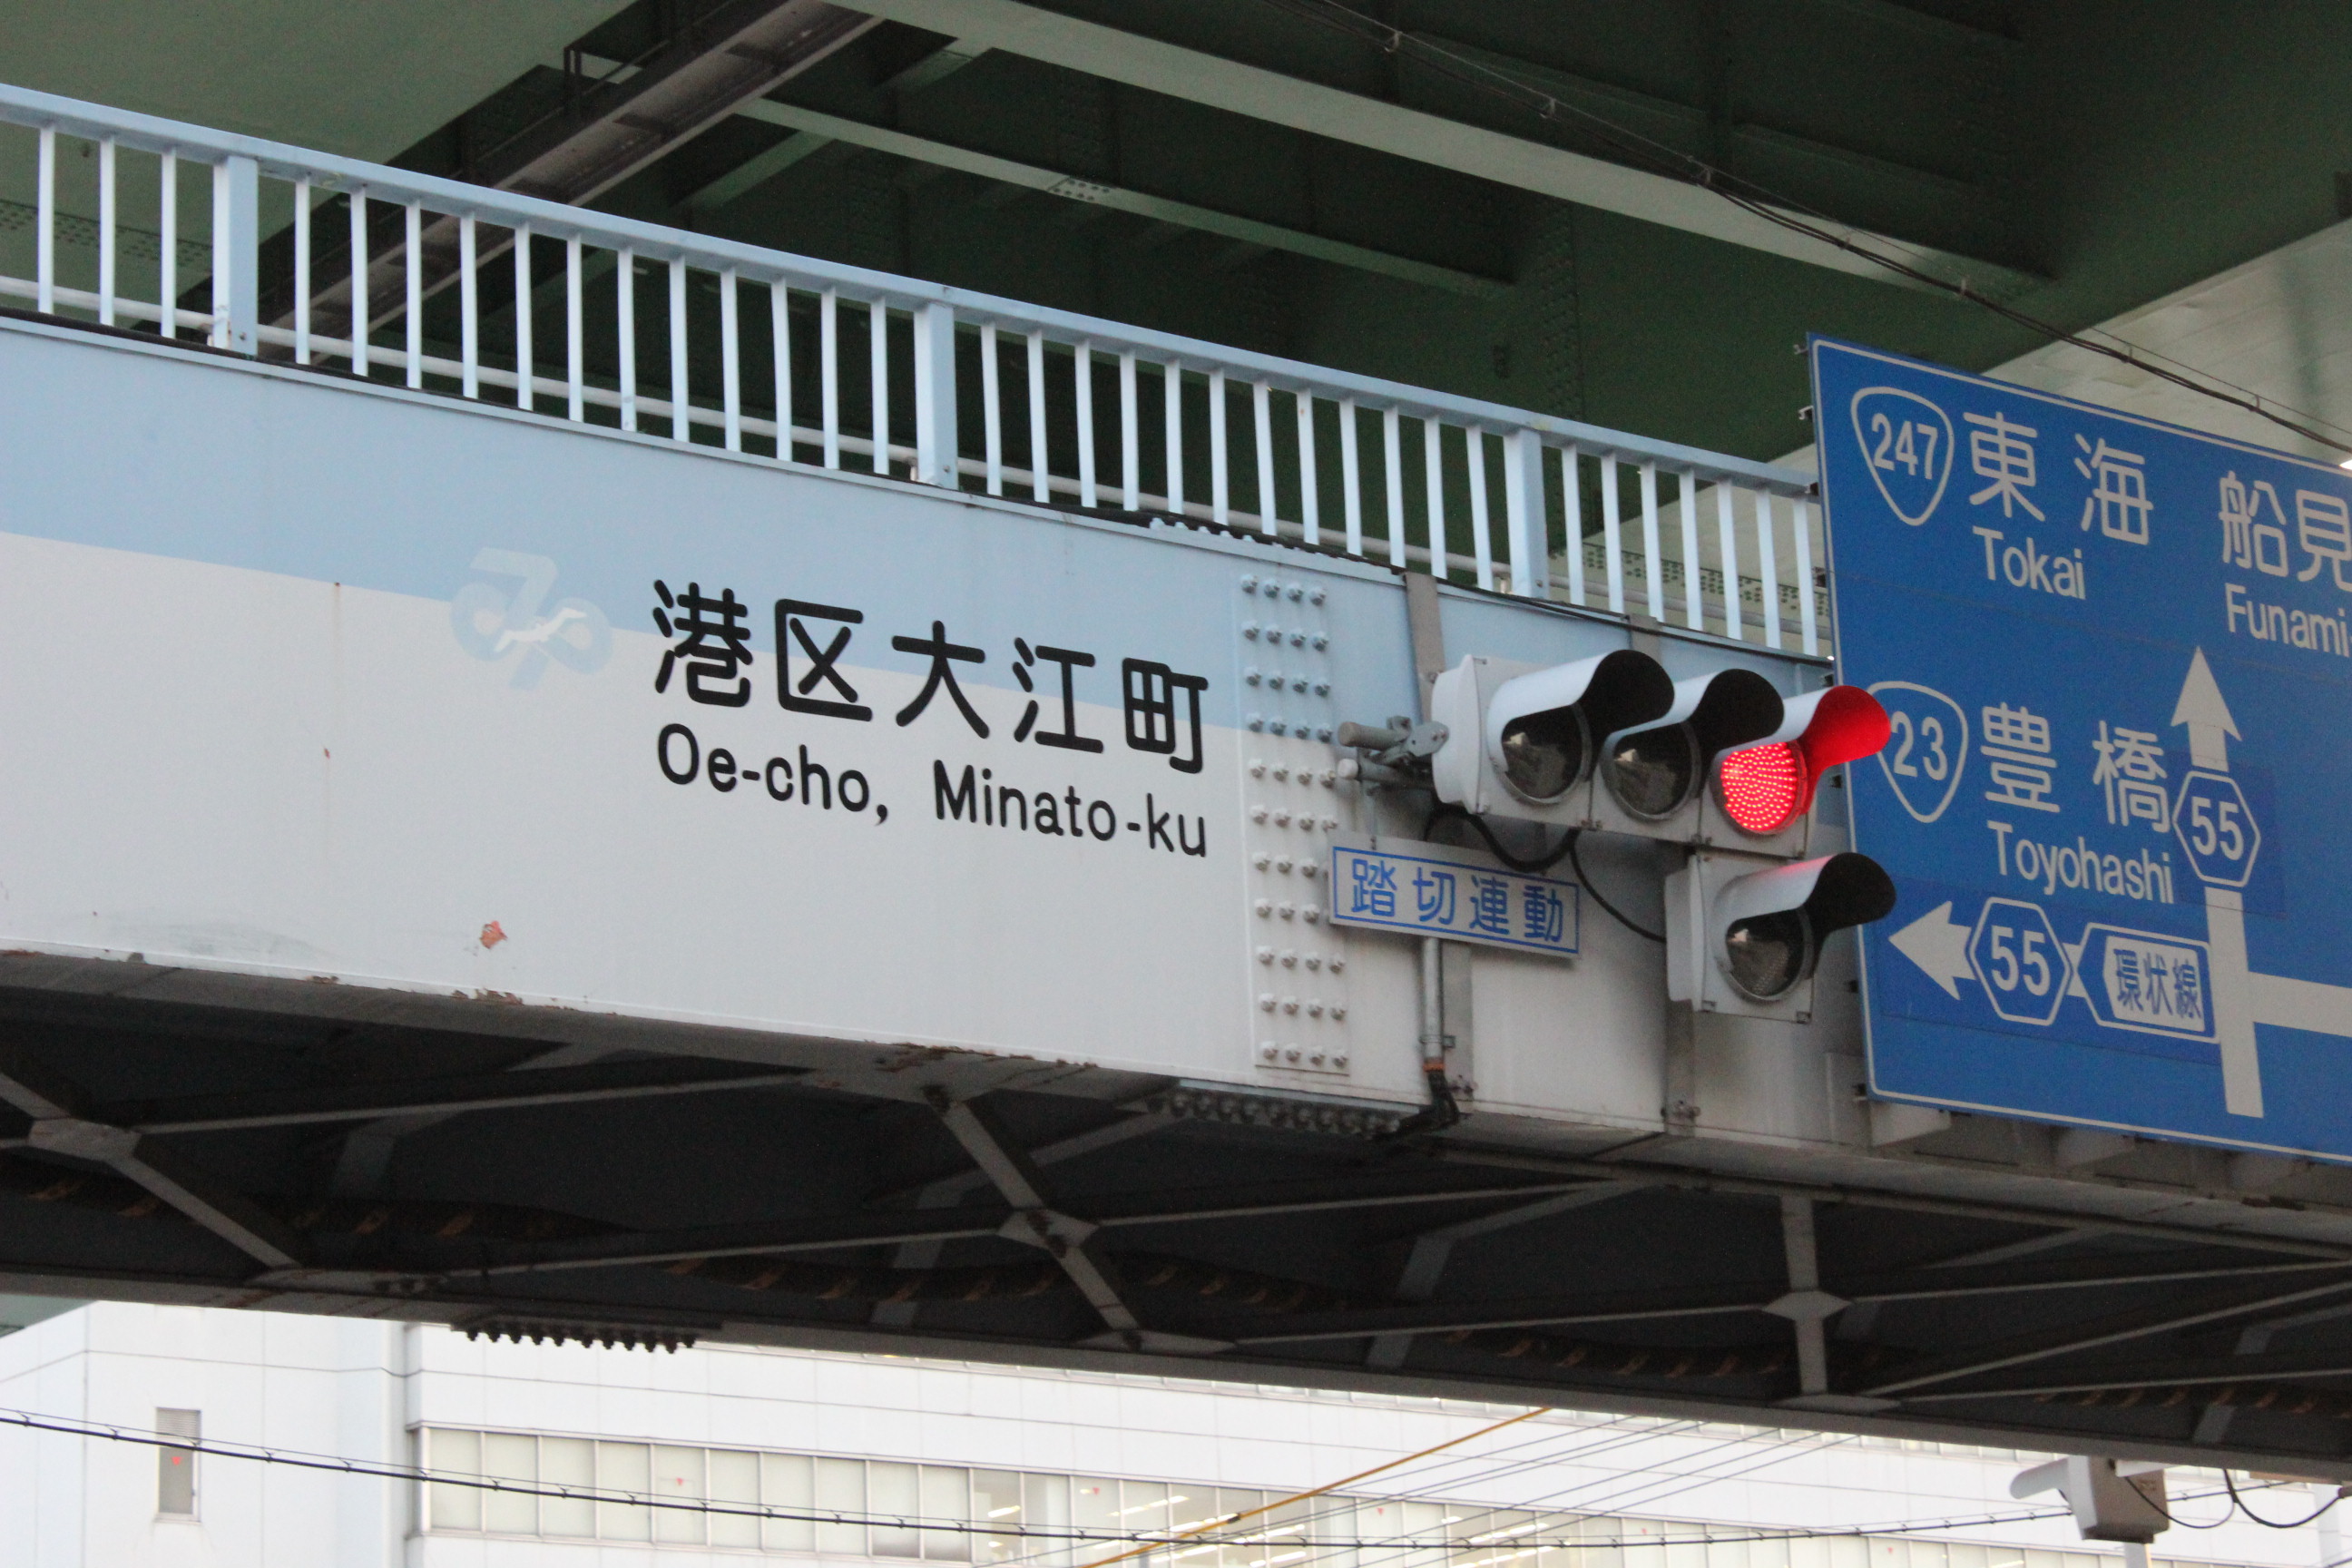 港区大江町
Oe-cho, Minato-ku
踏切連動
247 東海 船見
Tokai Funami
23 豊橋
Toyohashi
55
55 環状線